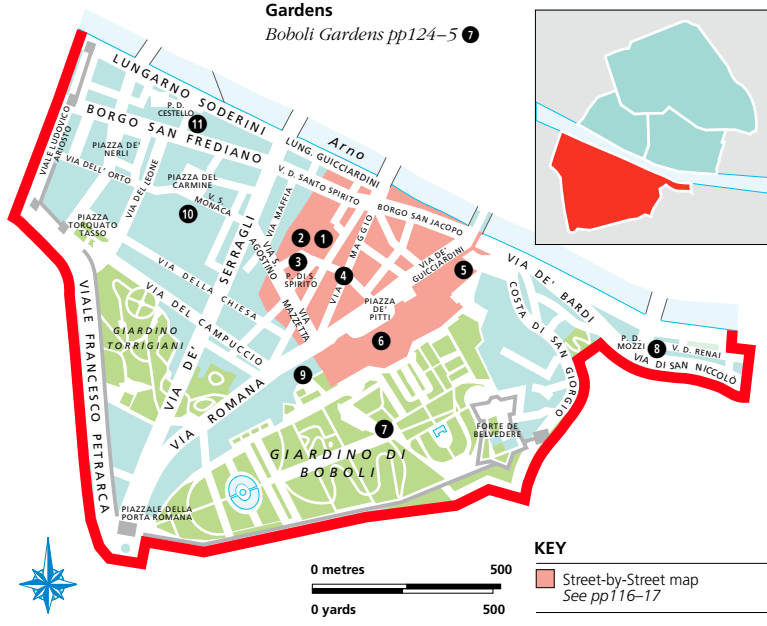 Gardens
Boboli Gardens pp124–5 7
LUNGARNO SODERINI
P. D.
CESTELLO
11
BORGO SAN FREDIANO
VIALE LUDOVICO
ARIOSTO
PIAZZA DE'
NERLI
VIA DELL' ORTO
VIA DEL LEONE
PIAZZA DEL
CARMINE
V. S.
MONACA
10
PIAZZA
TORQUATO
TASSO
Arno
LUNG. GUICCIARDINI
V. D. SANTO SPIRITO
BORGO SAN JACOPO
VIA MAFFIA
VIA S.
AGOSTINO
2
1
3
P. DI S.
SPIRITO
VIA MAGGIO
4
VIA DE'
GUICCIARDINI
5
VIA
MAZZETTA
PIAZZA
DE'
PITTI
6
VIA DE' SERRAGLI
VIA DELLA CHIESA
VIA DEL CAMPUCCIO
GIARDINO
TORRIGIANI
VIALE FRANCESCO PETRARCA
VIA ROMANA
9
7
GIARDINO DI
BOBOLI
FORTE DE
BELVEDERE
COSTA DI SAN GIORGIO
VIA DE' BARDI
P. D.
MOZZI
8
V. D. RENAI
VIA DI SAN NICCOLÒ
PIAZZALE DELLA
PORTA ROMANA
0 metres 500
0 yards 500
KEY
Street-by-Street map
See pp116–17